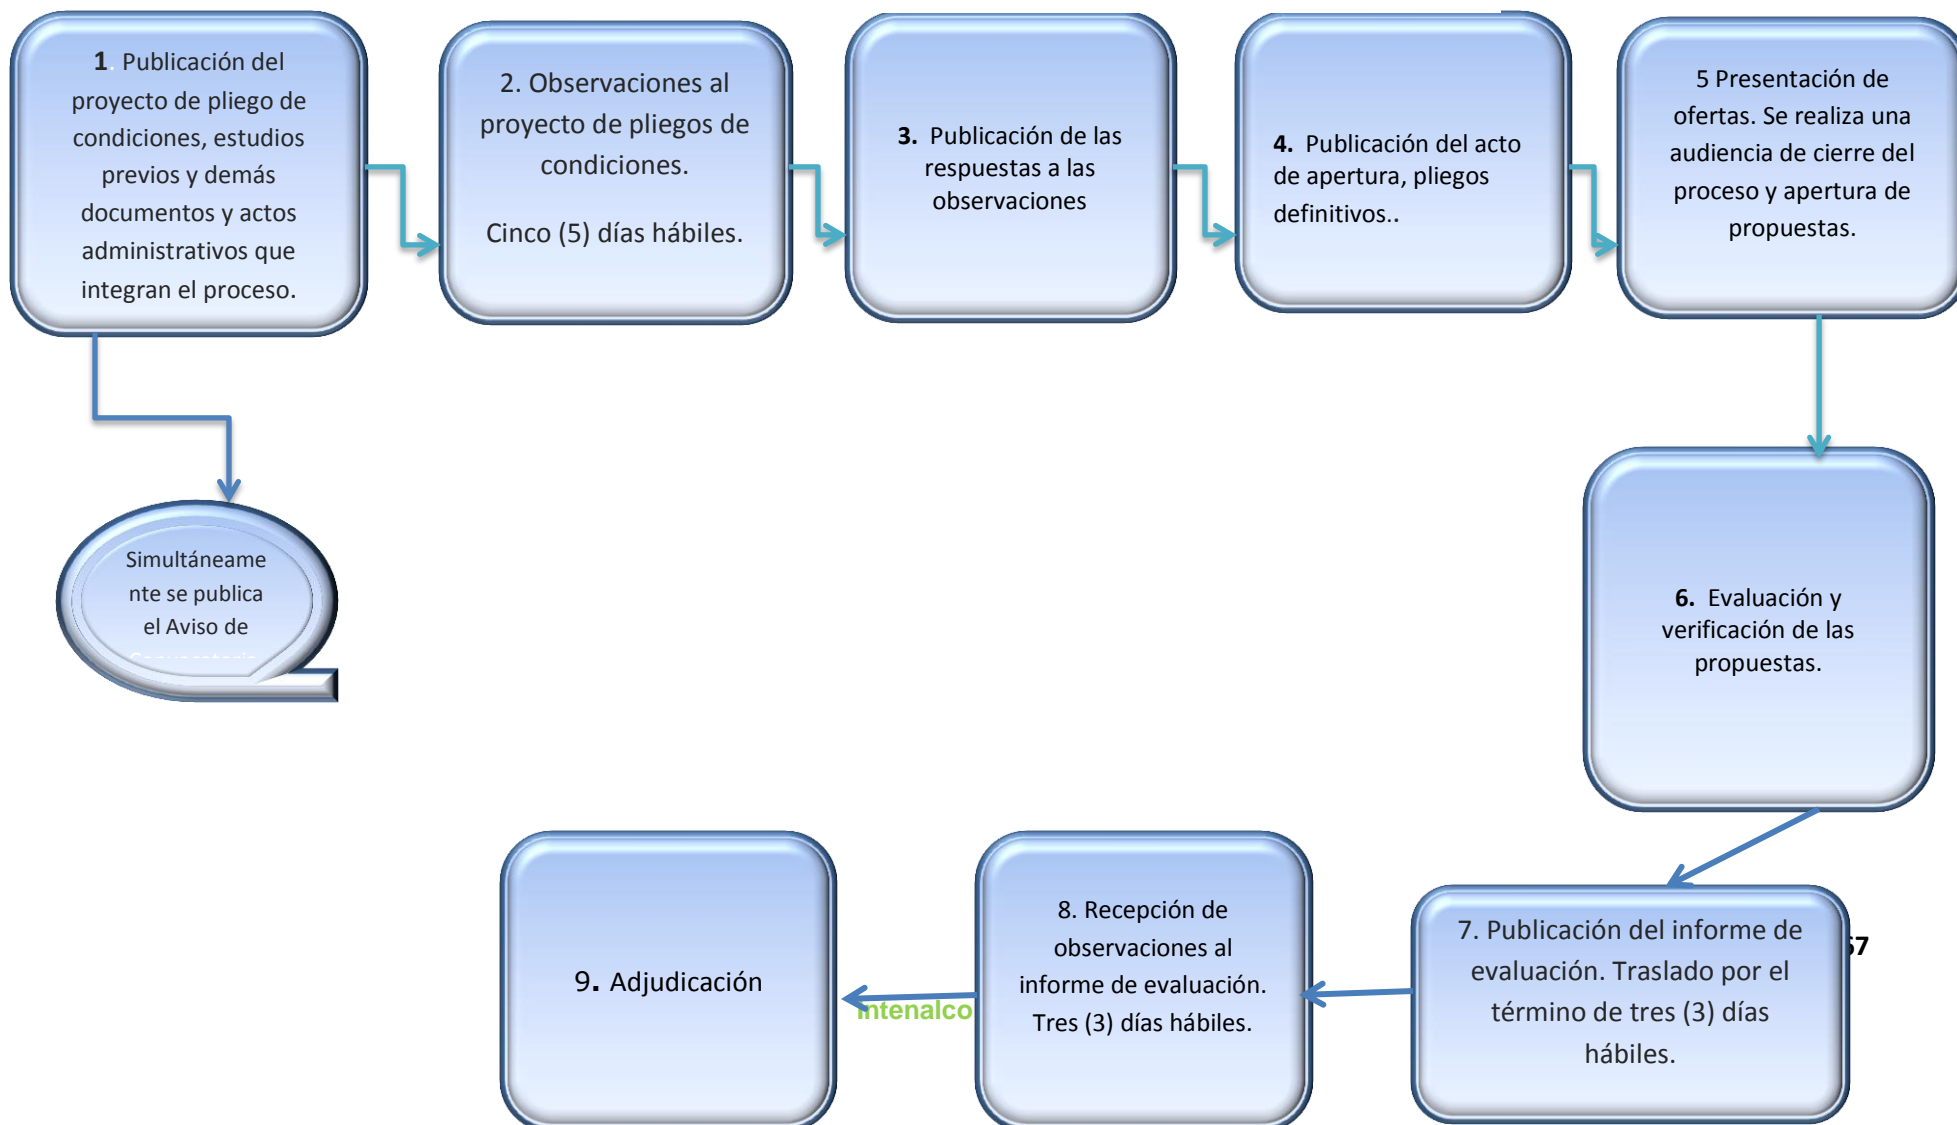 1. Publicación del
proyecto de pliego de
condiciones, estudios
previos y demás
documentos y actos
administrativos que
integran el proceso.
2. Observaciones al
proyecto de pliegos de
condiciones.
Cinco (5) días hábiles.
3. Publicación de las
respuestas a las
observaciones
4. Publicación del acto
de apertura, pliegos
definitivos..
5 Presentación de
ofertas. Se realiza una
audiencia de cierre del
proceso y apertura de
propuestas.
Simultáneame
nte se publica
el Aviso de
6. Evaluación y
verificación de las
propuestas.
7. Publicación del informe de
evaluación. Traslado por el
término de tres (3) días
hábiles.
8. Recepción de
observaciones al
informe de evaluación.
Tres (3) días hábiles.
9. Adjudicación
intenalco